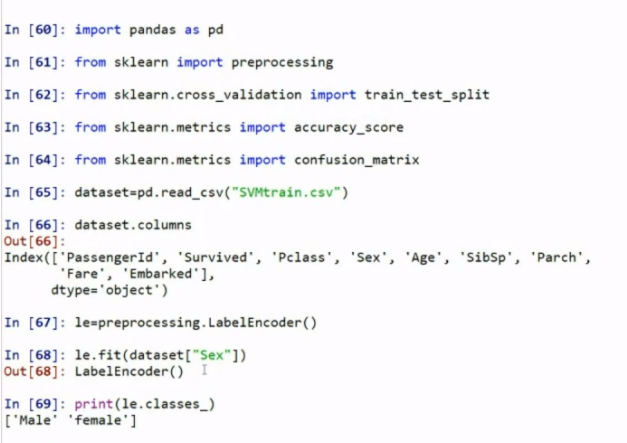 In [60]: import pandas as pd
In [61]: from sklearn import preprocessing
In [62]: from sklearn.cross_validation import train_test_split
In [63]: from sklearn.metrics import accuracy_score
In [64]: from sklearn.metrics import confusion_matrix
In [65]: dataset=pd.read_csv("SVMtrain.csv")
In [66]: dataset.columns
Out[66]:
Index(['PassengerId', 'Survived', 'Pclass', 'Sex', 'Age', 'SibSp', 'Parch',
'Fare', 'Embarked'],
dtype='object')
In [67]: le=preprocessing.LabelEncoder()
In [68]: le.fit(dataset["Sex"])
Out[68]: LabelEncoder()
In [69]: print(le.classes_)
['Male' 'female']